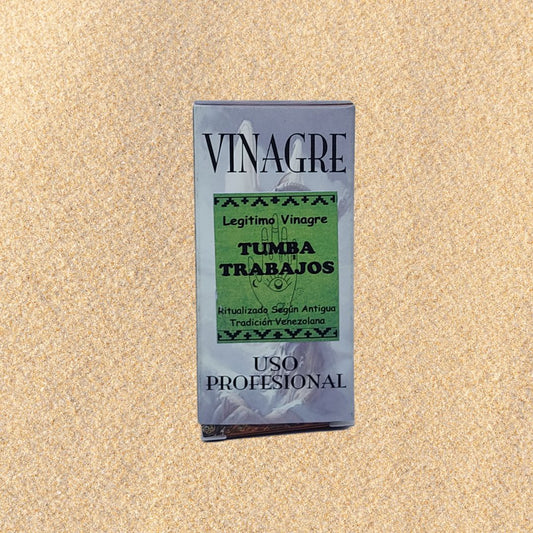 VINAGRE
Legitimo Vinagre
TUMBA
TRABAJOS
Ritualizado Según Antigua
Tradición Venezolana
USO
PROFESIONAL